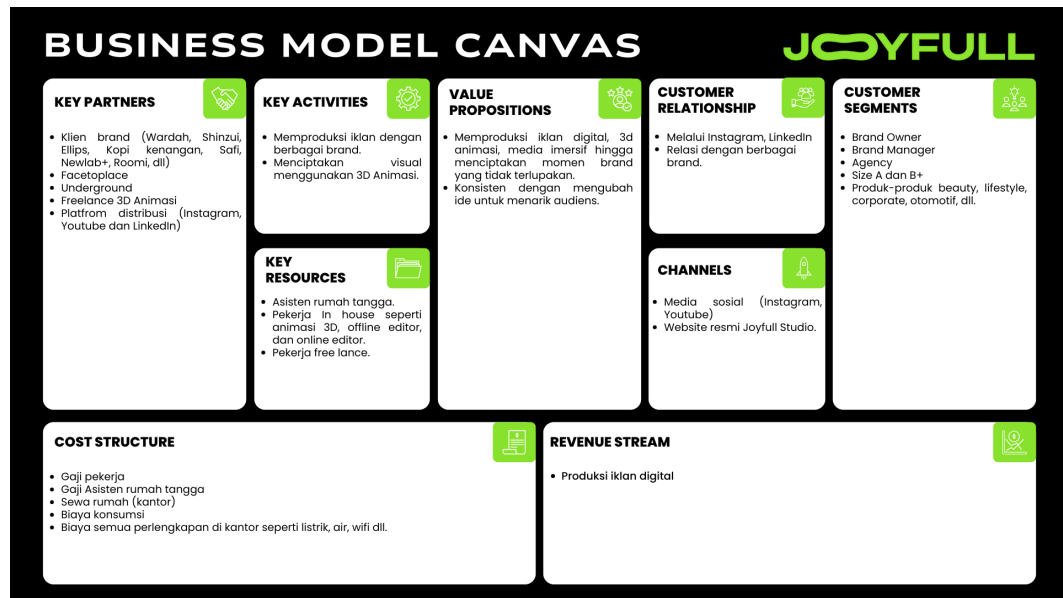 BUSINESS MODEL CANVAS
JOYFULL
KEY PARTNERS
• Klien brand (Wardah, Shinzui,
Ellips, Kopi kenangan, Safi,
Newlab+, Roomi, dll)
• Facetoplace
• Underground
• Freelance 3D Animasi
• Platfrom distribusi (Instagram,
Youtube dan LinkedIn)
KEY ACTIVITIES
• Memproduksi iklan dengan
berbagai brand.
• Menciptakan visual
menggunakan 3D Animasi.
KEY
RESOURCES
• Asisten rumah tangga.
• Pekerja In house seperti
animasi 3D, offline editor,
dan online editor.
• Pekerja free lance.
VALUE
PROPOSITIONS
• Memproduksi iklan digital, 3d
animasi, media imersif hingga
menciptakan momen brand
yang tidak terlupakan.
• Konsisten dengan mengubah
ide untuk menarik audiens.
CUSTOMER
RELATIONSHIP
• Melalui Instagram, LinkedIn
• Relasi dengan berbagai
brand.
CHANNELS
• Media sosial (Instagram,
Youtube)
• Website resmi Joyfull Studio.
CUSTOMER
SEGMENTS
• Brand Owner
• Brand Manager
• Agency
• Size A dan B+
• Produk-produk beauty, lifestyle,
corporate, otomotif, dll.
COST STRUCTURE
• Gaji pekerja
• Gaji Asisten rumah tangga
• Sewa rumah (kantor)
• Biaya konsumsi
• Biaya semua perlengkapan di kantor seperti listrik, air, wifi dll.
REVENUE STREAM
• Produksi iklan digital